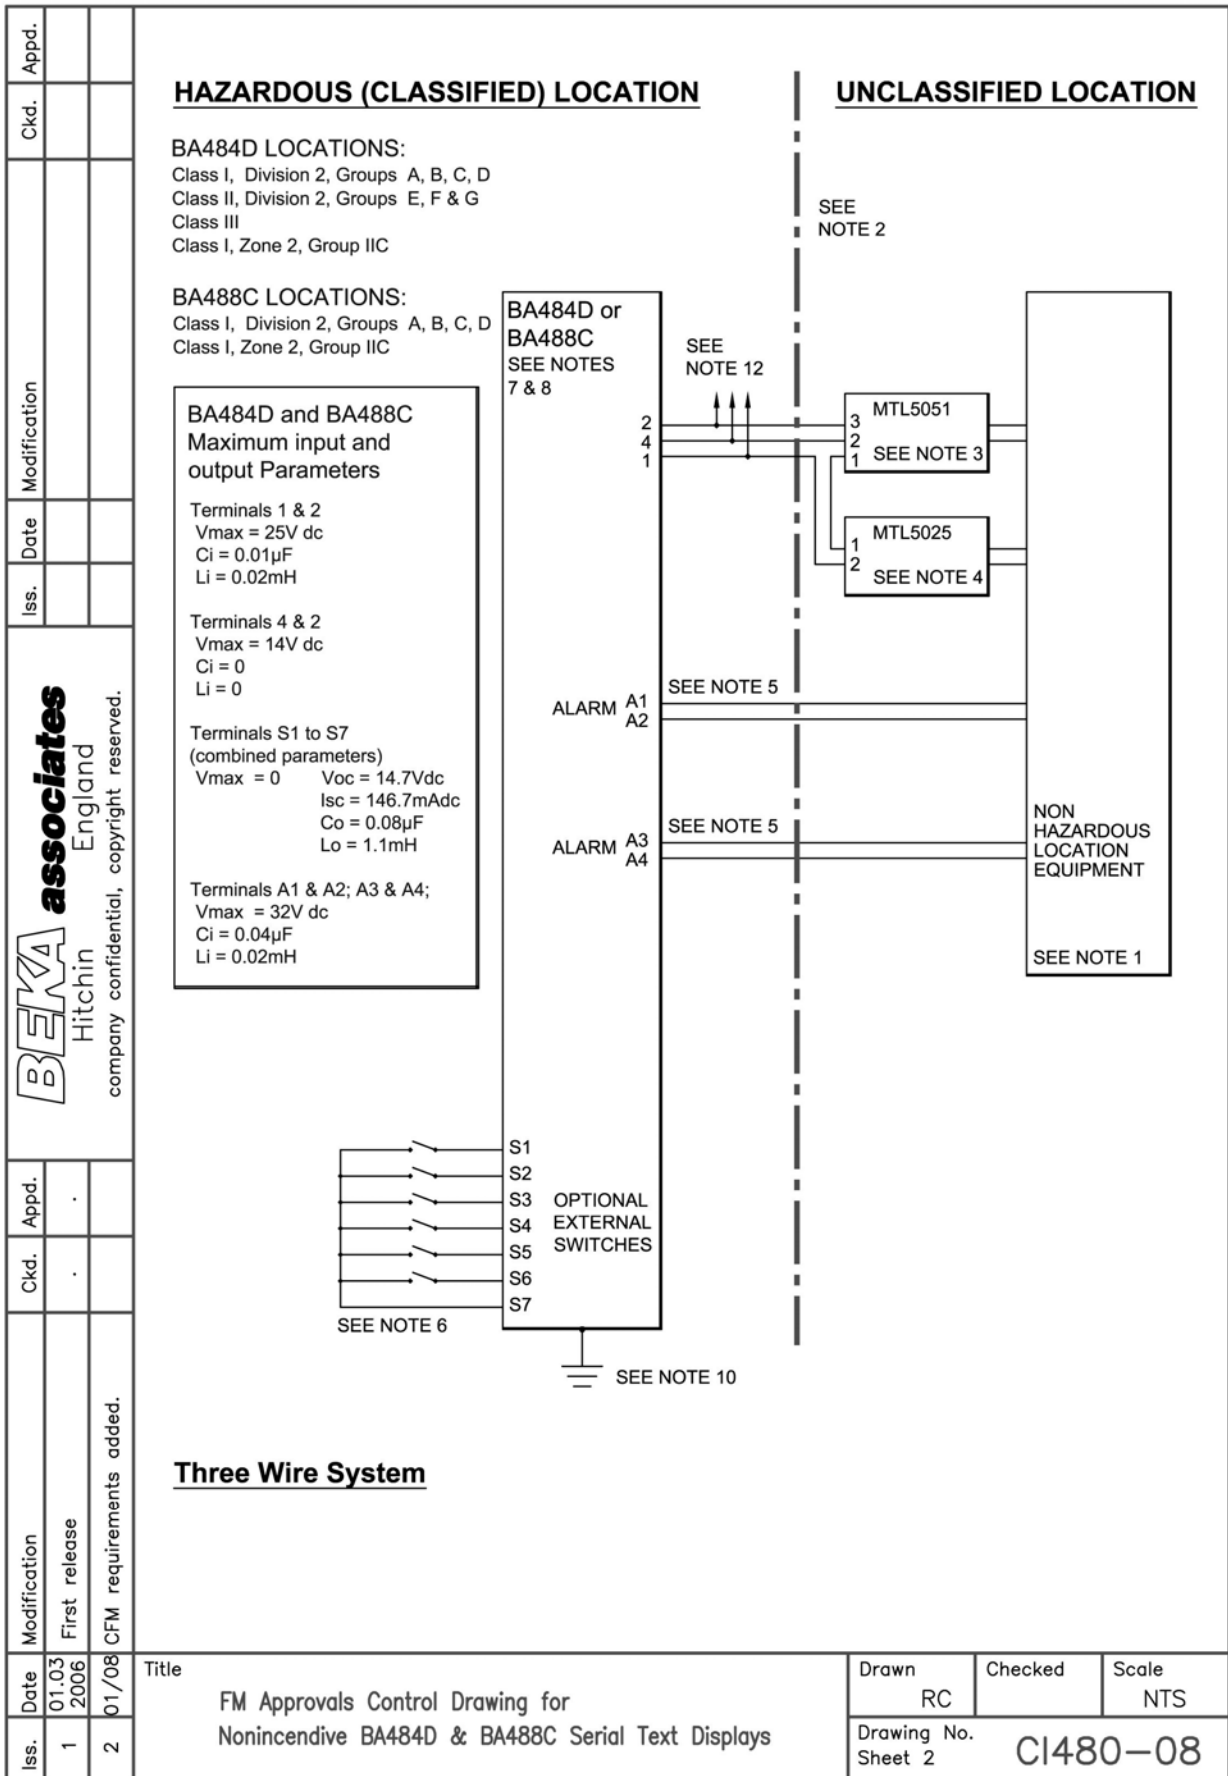 HAZARDOUS (CLASSIFIED) LOCATION
UNCLASSIFIED LOCATION
BA484D LOCATIONS:
Class I, Division 2, Groups A, B, C, D
Class II, Division 2, Groups E, F & G
Class III
Class I, Zone 2, Group IIC
SEE
NOTE 2
BA488C LOCATIONS:
Class I, Division 2, Groups A, B, C, D
Class I, Zone 2, Group IIC
BA484D and BA488C
Maximum input and
output Parameters
Terminals 1 & 2
Vmax = 25V dc
Ci = 0.01µF
Li = 0.02mH
Terminals 4 & 2
Vmax = 14V dc
Ci = 0
Li = 0
Terminals S1 to S7
(combined parameters)
Vmax = 0 Voc = 14.7Vdc
Isc = 146.7mAdc
Co = 0.08µF
Lo = 1.1mH
Terminals A1 & A2; A3 & A4;
Vmax = 32V dc
Ci = 0.04µF
Li = 0.02mH
BA484D or
BA488C
SEE NOTES
7 & 8
2
4
1
SEE
NOTE 12
MTL5051
3
2
1
SEE NOTE 3
MTL5025
1
2
SEE NOTE 4
ALARM A1
A2
SEE NOTE 5
ALARM A3
A4
SEE NOTE 5
NON
HAZARDOUS
LOCATION
EQUIPMENT
SEE NOTE 1
S1
S2
S3
S4
S5
S6
S7
OPTIONAL
EXTERNAL
SWITCHES
SEE NOTE 6
SEE NOTE 10
Three Wire System
Title
FM Approvals Control Drawing for
Nonincendive BA484D & BA488C Serial Text Displays
Drawn
RC
Checked
Scale
NTS
Drawing No.
Sheet 2
CI480-08
Iss. Date Modification Ckd. Appd.
1 01.03 2006 First release . .
2 01/08 CFM requirements added.
BEKA associates
Hitchin England
company confidential, copyright reserved.
Iss. Date Modification Ckd. Appd.